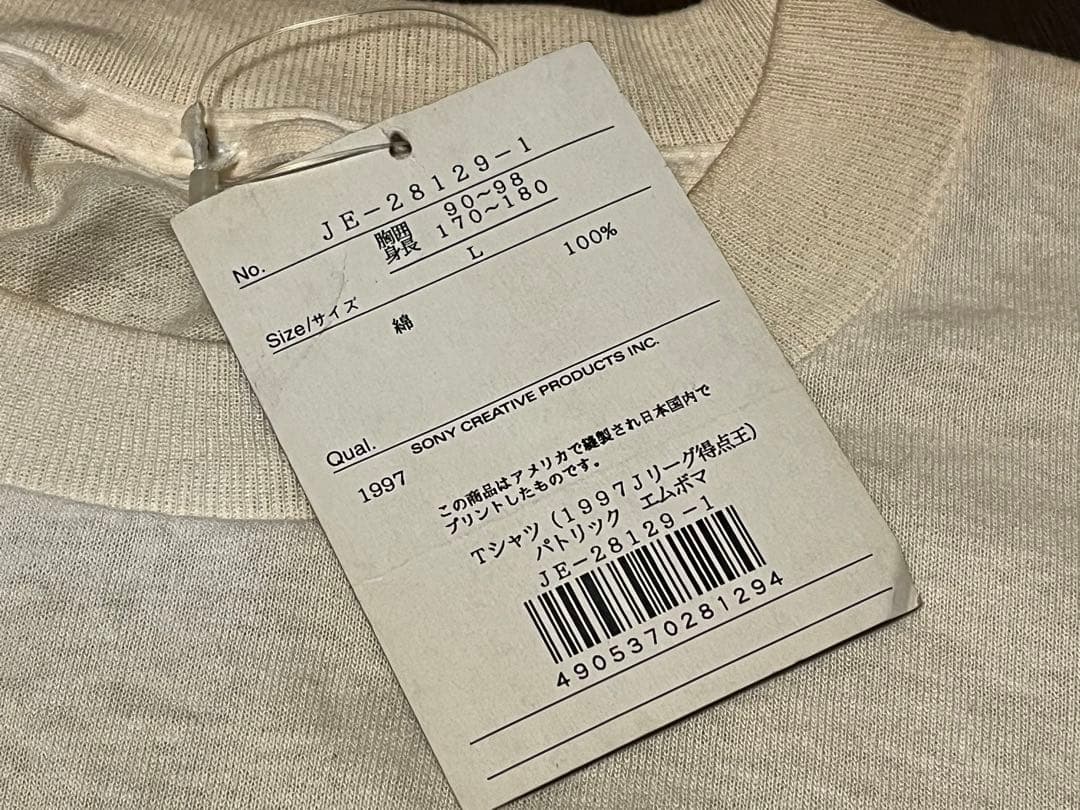 No. JE-28129-1
胸囲 90~98
身長 170~180
Size/サイズ L
綿 100%
Qual.
1997 SONY CREATIVE PRODUCTS INC.
この商品はアメリカで縫製され日本国内で
プリントしたものです。
Tシャツ(1997Jリーグ得点王)
パトリック エムボマ
JE-28129-1
4905370281294